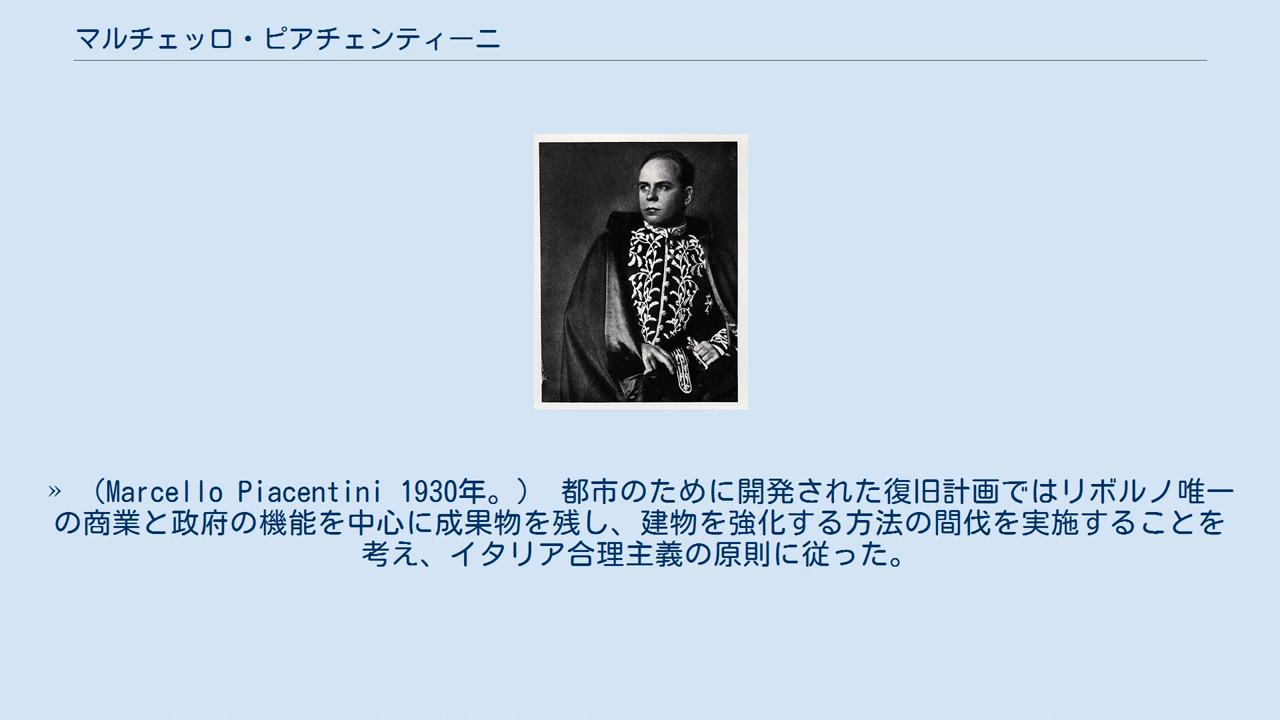 マルチェッロ・ピアチェンティーニ
» （Marcello Piacentini 1930年。） 都市のために開発された復旧計画ではリボルノ唯一
の商業と政府の機能を中心に成果物を残し、建物を強化する方法の間伐を実施することを
考え、イタリア合理主義の原則に従った。